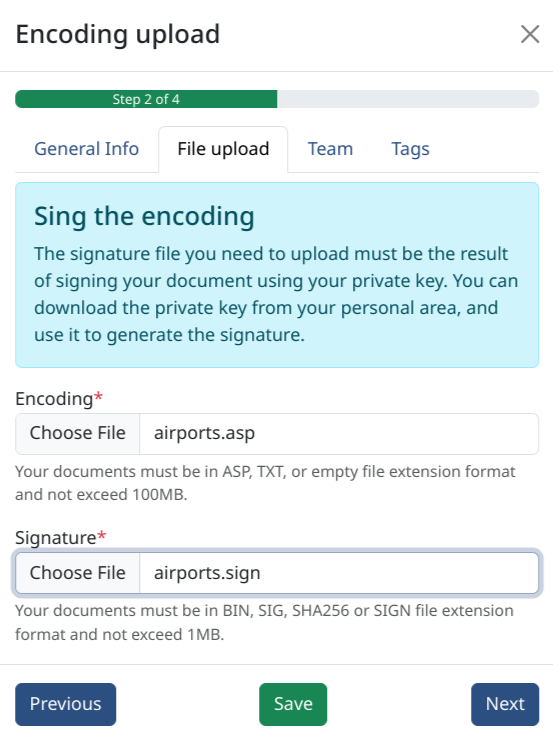 Encoding upload
Step 2 of 4
General Info
File upload
Team
Tags
Sing the encoding
The signature file you need to upload must be the result
of signing your document using your private key. You can
download the private key from your personal area, and
use it to generate the signature.
Encoding*
Choose File
airports.asp
Your documents must be in ASP, TXT, or empty file extension format
and not exceed 100MB.
Signature*
Choose File
airports.sign
Your documents must be in BIN, SIG, SHA256 or SIGN file extension
format and not exceed 1MB.
Previous
Save
Next